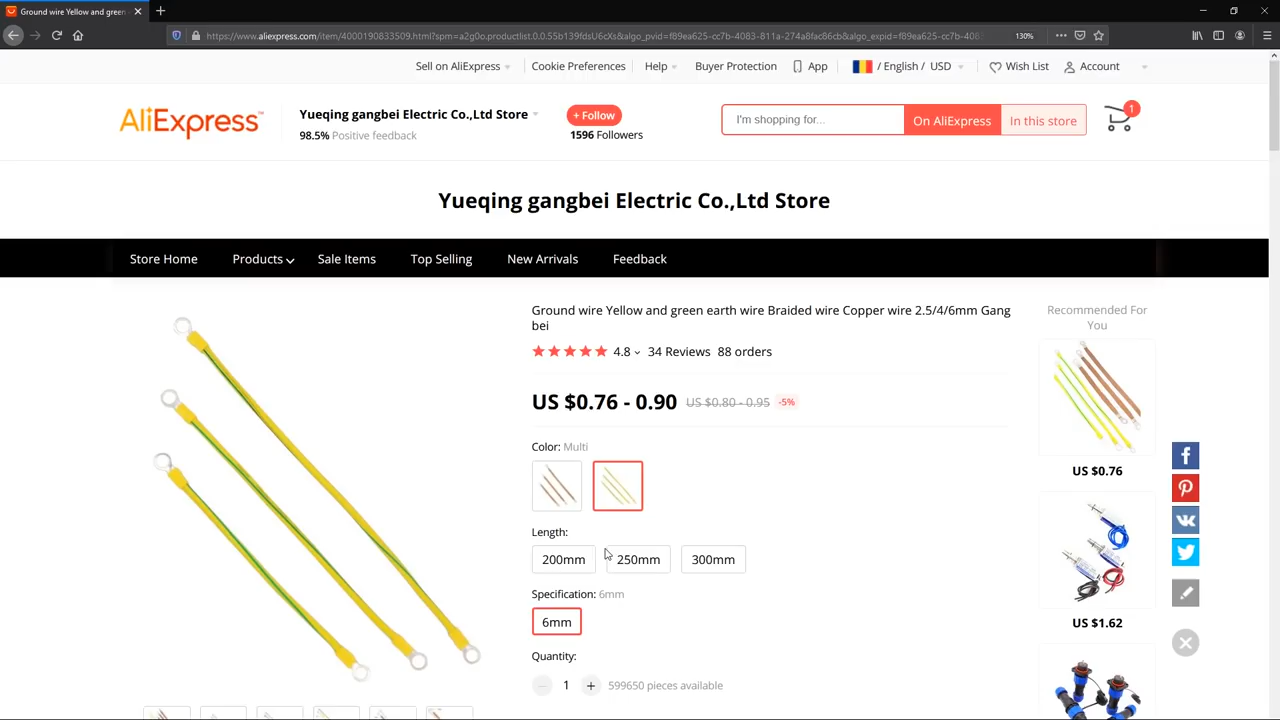 Ground wire Yellow and green
https://www.aliexpress.com/item/4000190833509.html?spm=a2g0o.productlist.0.0.55b139fdsU6cXs&algo_pvid=f89ea625-cc7b-4083-811a-274a8fac86cb&algo_expid=f89ea625-cc7b-4083-
130%
Sell on AliExpress
Cookie Preferences
Help
Buyer Protection
App
/ English / USD
Wish List
Account
AliExpress™
Yueqing gangbei Electric Co.,Ltd Store
98.5% Positive feedback
+ Follow
1596 Followers
I'm shopping for...
On AliExpress
In this store
1
Yueqing gangbei Electric Co.,Ltd Store
Store Home
Products
Sale Items
Top Selling
New Arrivals
Feedback
Ground wire Yellow and green earth wire Braided wire Copper wire 2.5/4/6mm Gang
bei
4.8
34 Reviews
88 orders
US $0.76 - 0.90
US $0.80 - 0.95
-5%
Color: Multi
Length:
200mm
250mm
300mm
Specification: 6mm
6mm
Quantity:
1
+
599650 pieces available
Recommended For
You
US $0.76
US $1.62